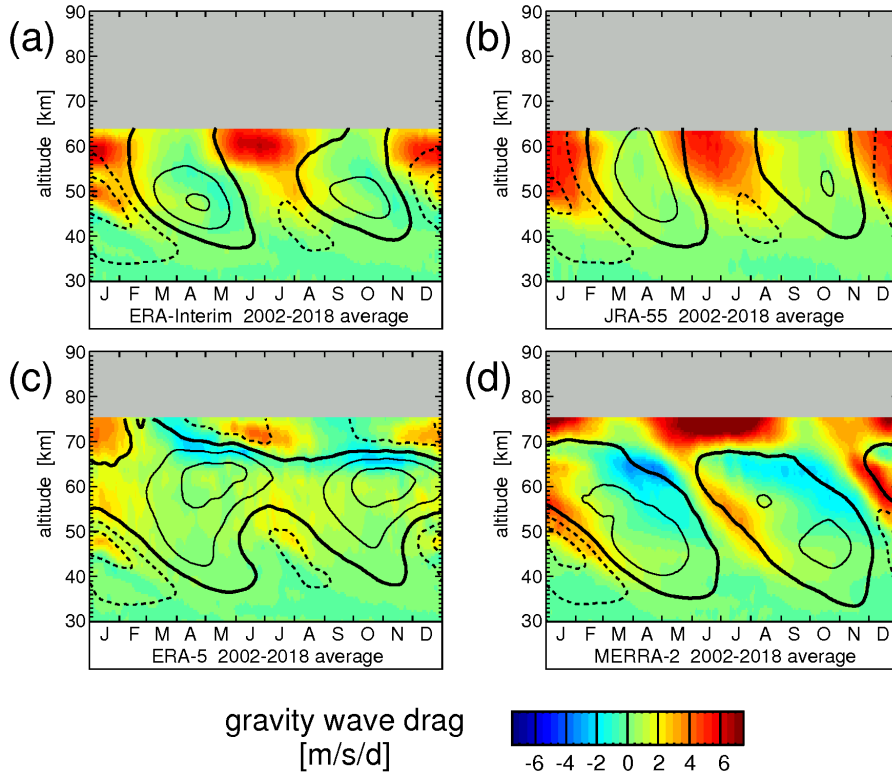 (a)
90
80
70
60
50
40
30
altitude [km]
J F M A M J J A S O N D
ERA-Interim 2002-2018 average
(b)
90
80
70
60
50
40
30
altitude [km]
J F M A M J J A S O N D
JRA-55 2002-2018 average
(c)
90
80
70
60
50
40
30
altitude [km]
J F M A M J J A S O N D
ERA-5 2002-2018 average
(d)
90
80
70
60
50
40
30
altitude [km]
J F M A M J J A S O N D
MERRA-2 2002-2018 average
gravity wave drag
[m/s/d]
-6 -4 -2 0 2 4 6